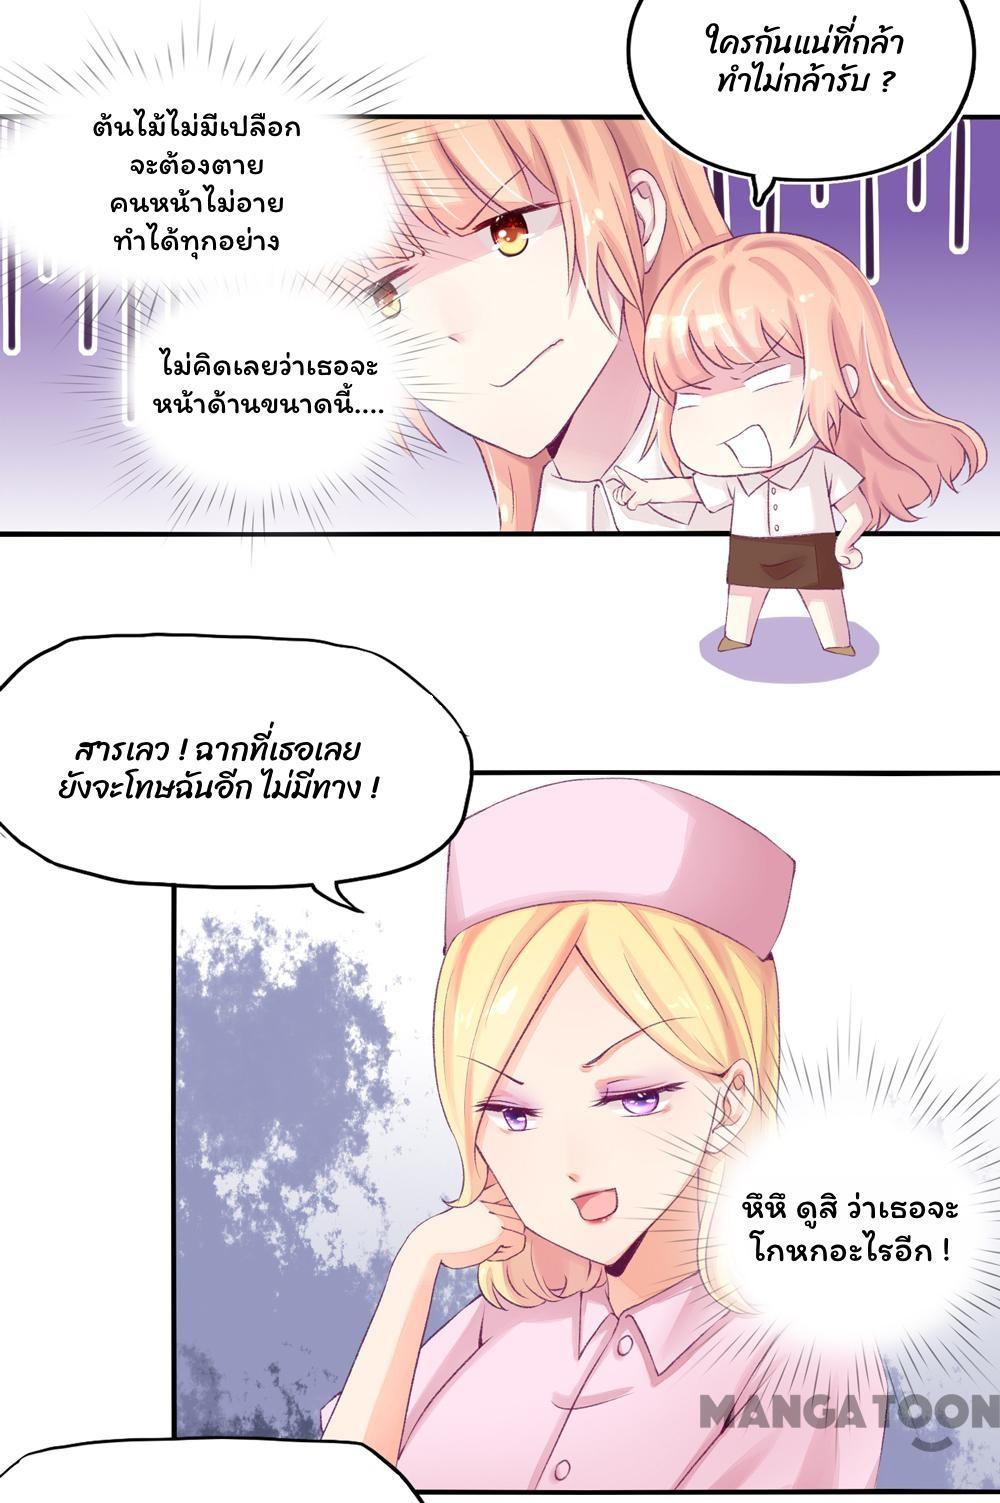 ใครกันแน่ที่กล้า
ทำไม่กล้ารับ ?
ต้นไม้ไม่มีเปลือก
จะต้องตาย
คนหน้าไม่อาย
ทำได้ทุกอย่าง
ไม่คิดเลยว่าเธอจะ
หน้าด้านขนาดนี้....
สารเลว ! ฉากที่เธอเลย
ยังจะโทษฉันอีก ไม่มีทาง !
หึหึ ดูสิ ว่าเธอจะ
โกหกอะไรอีก !
MANGATOON